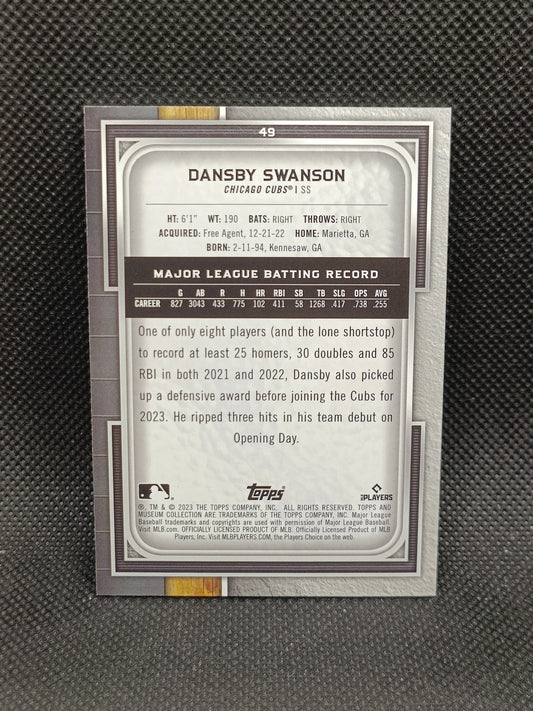 49
DANSBY SWANSON
CHICAGO CUBS® | SS
HT: 6'1" WT: 190 BATS: RIGHT THROWS: RIGHT
ACQUIRED: Free Agent, 12-21-22 HOME: Marietta, GA
BORN: 2-11-94, Kennesaw, GA
MAJOR LEAGUE BATTING RECORD
G AB R H HR RBI SB TB SLG OPS AVG
CAREER 827 3043 433 775 102 411 58 1268 .417 .738 .255
One of only eight players (and the lone shortstop)
to record at least 25 homers, 30 doubles and 85
RBI in both 2021 and 2022, Dansby also picked
up a defensive award before joining the Cubs for
2023. He ripped three hits in his team debut on
Opening Day.
Topps
PLAYERS
®, TM & © 2023 THE TOPPS COMPANY, INC. ALL RIGHTS RESERVED. TOPPS AND
MUSEUM COLLECTION ARE TRADEMARKS OF THE TOPPS COMPANY, INC. Major League
Baseball trademarks and copyrights are used with permission of Major League Baseball.
Visit MLB.com. OFFICIALLY LICENSED PRODUCT OF MLB. Officially Licensed Product of MLB
Players, Inc. Visit MLBPLAYERS.COM, the Players Choice on the web.